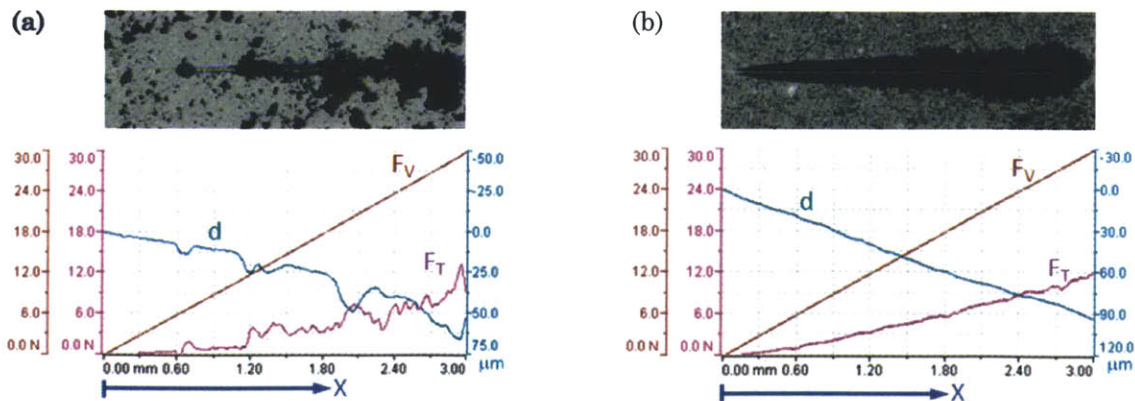 (a)
30.0 30.0 -50.0
24.0 24.0 25.0
18.0 18.0 0.0
12.0 12.0 25.0
6.0 6.0 50.0
0.0 N 0.0 N 75.0
μm
F_V
d
F_T
0.00 mm 0.60 1.20 1.80 2.40 3.00
X
(b)
30.0 30.0 -30.0
24.0 24.0 0.0
18.0 18.0 30.0
12.0 12.0 60.0
6.0 6.0 90.0
0.0 N 0.0 N 120.0
μm
F_V
d
F_T
0.00 mm 0.60 1.20 1.80 2.40 3.00
X